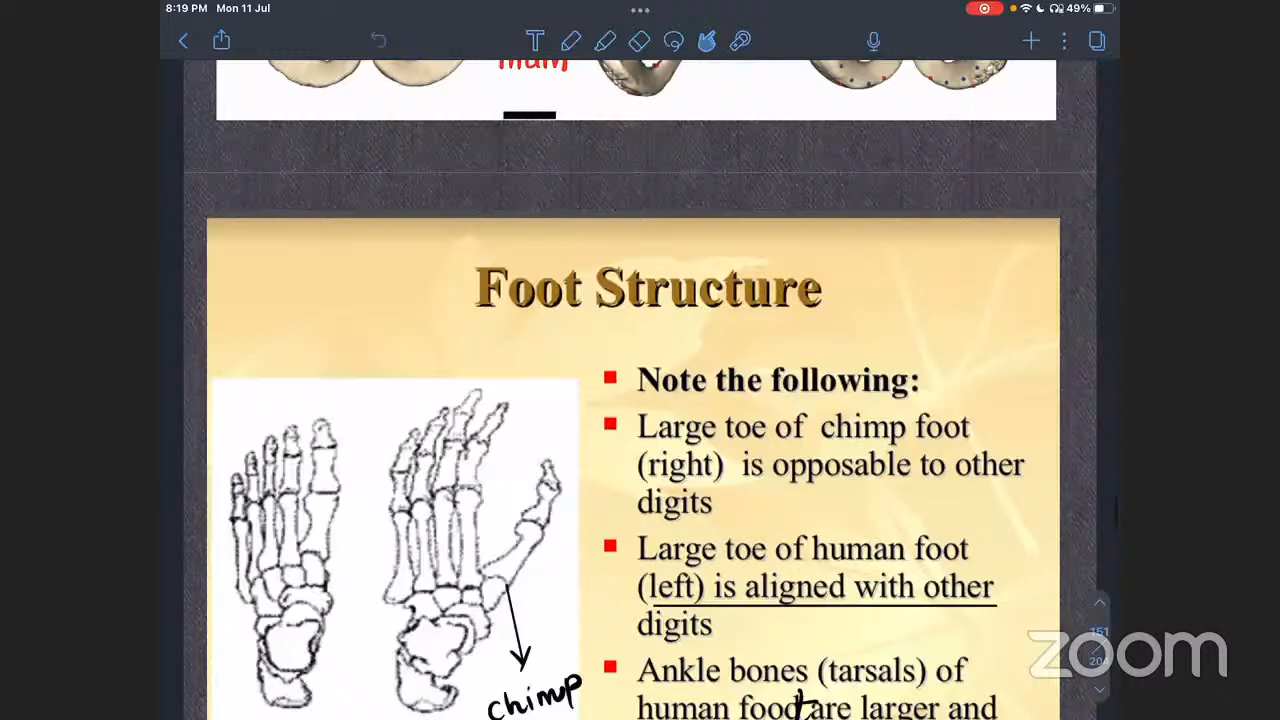 8:19 PM Mon 11 Jul
49%
Foot Structure
Note the following:
Large toe of chimp foot
(right) is opposable to other
digits
Large toe of human foot
(left) is aligned with other
digits
151
204
Ankle bones (tarsals) of
human foot are larger and
chimp
zoom